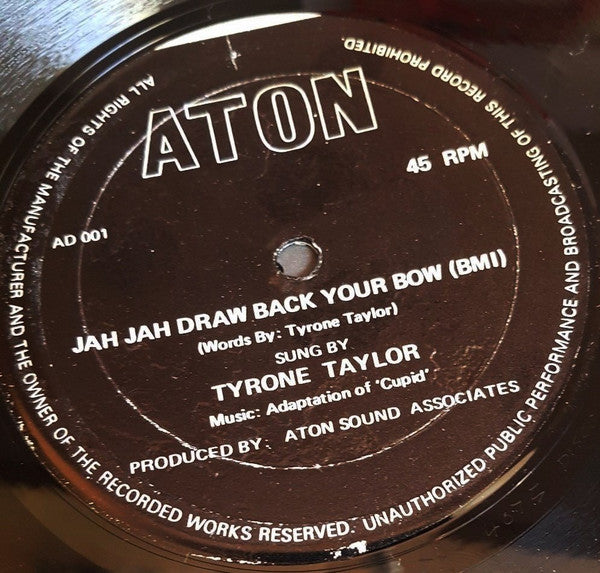 ATON
45 RPM
AD 001
JAH JAH DRAW BACK YOUR BOW (BMI)
(Words By: Tyrone Taylor)
SUNG BY
TYRONE TAYLOR
Music: Adaptation of 'Cupid'
PRODUCED BY: ATON SOUND ASSOCIATES
ALL RIGHTS OF THE MANUFACTURER AND THE OWNER OF THE RECORDED WORKS RESERVED. UNAUTHORIZED PUBLIC PERFORMANCE AND BROADCASTING OF THIS RECORD PROHIBITED.